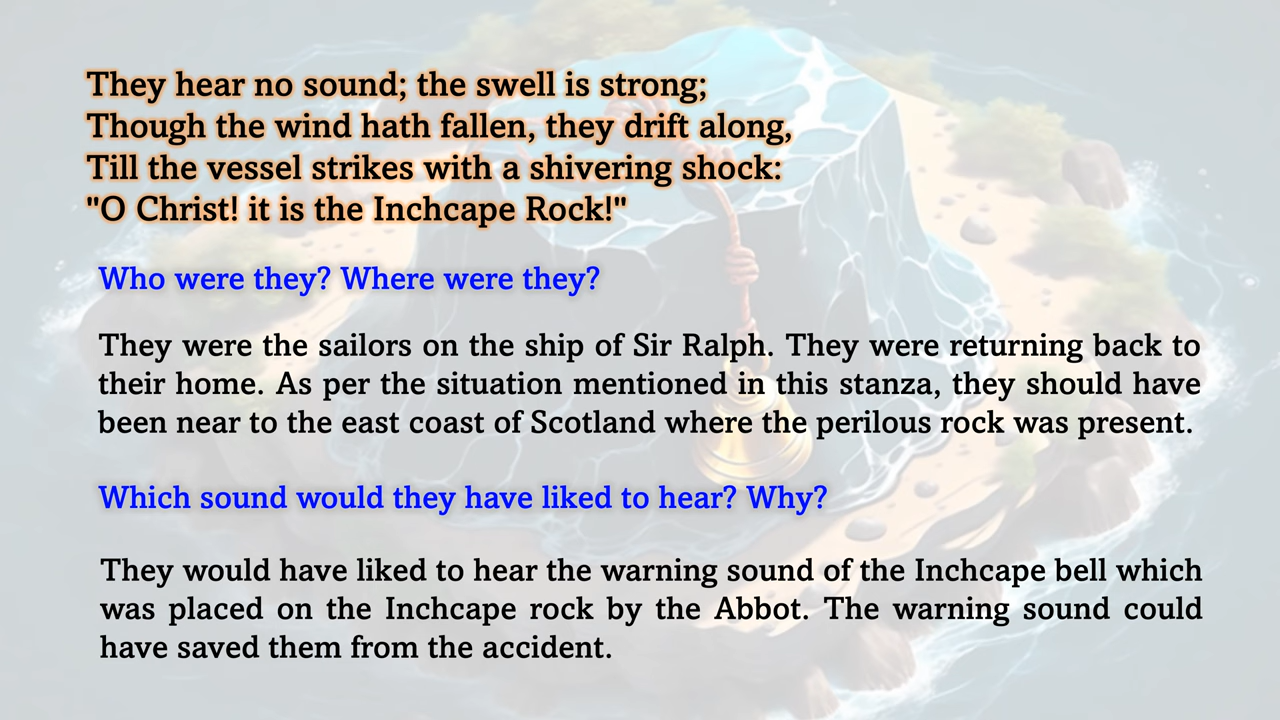 They hear no sound; the swell is strong;
Though the wind hath fallen, they drift along,
Till the vessel strikes with a shivering shock:
"O Christ! it is the Inchcape Rock!"
Who were they? Where were they?
They were the sailors on the ship of Sir Ralph. They were returning back to
their home. As per the situation mentioned in this stanza, they should have
been near to the east coast of Scotland where the perilous rock was present.
Which sound would they have liked to hear? Why?
They would have liked to hear the warning sound of the Inchcape bell which
was placed on the Inchcape rock by the Abbot. The warning sound could
have saved them from the accident.